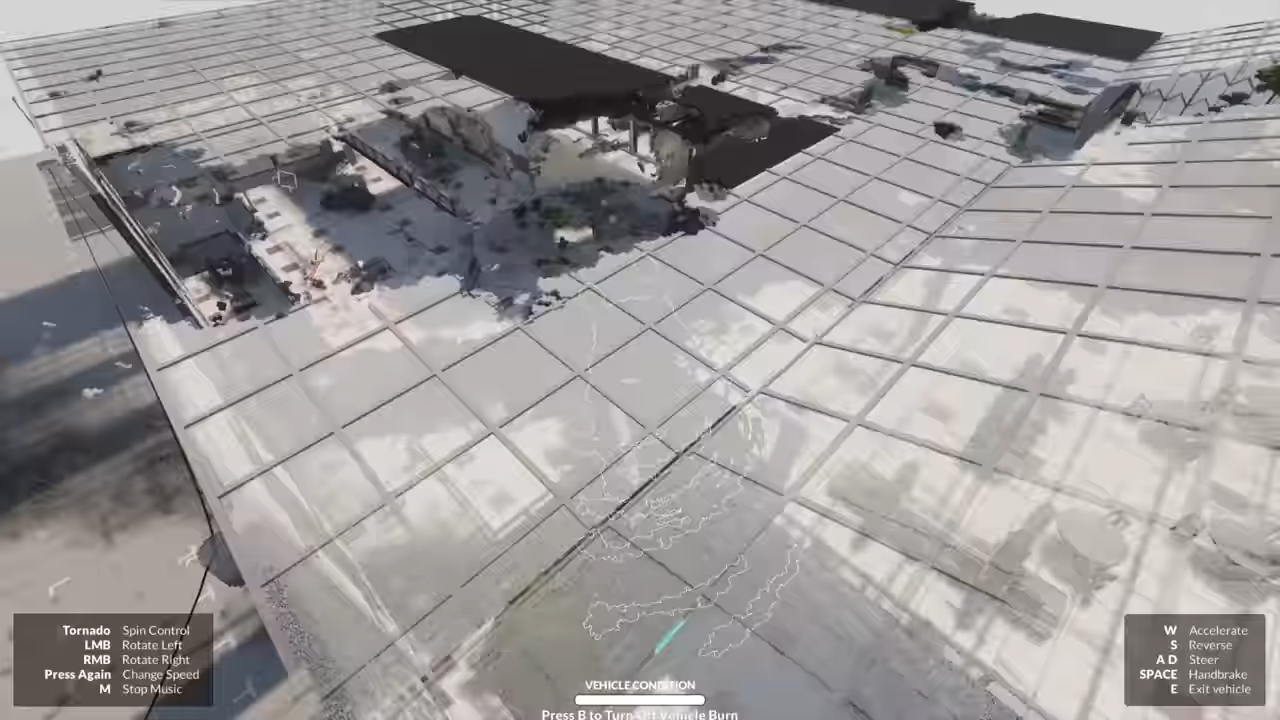 Tornado Spin Control
LMB Rotate Left
RMB Rotate Right
Press Again Change Speed
M Stop Music
VEHICLE CONDITION
Press B to Turn Off Vehicle Burn
W Accelerate
S Reverse
A D Steer
SPACE Handbrake
E Exit vehicle